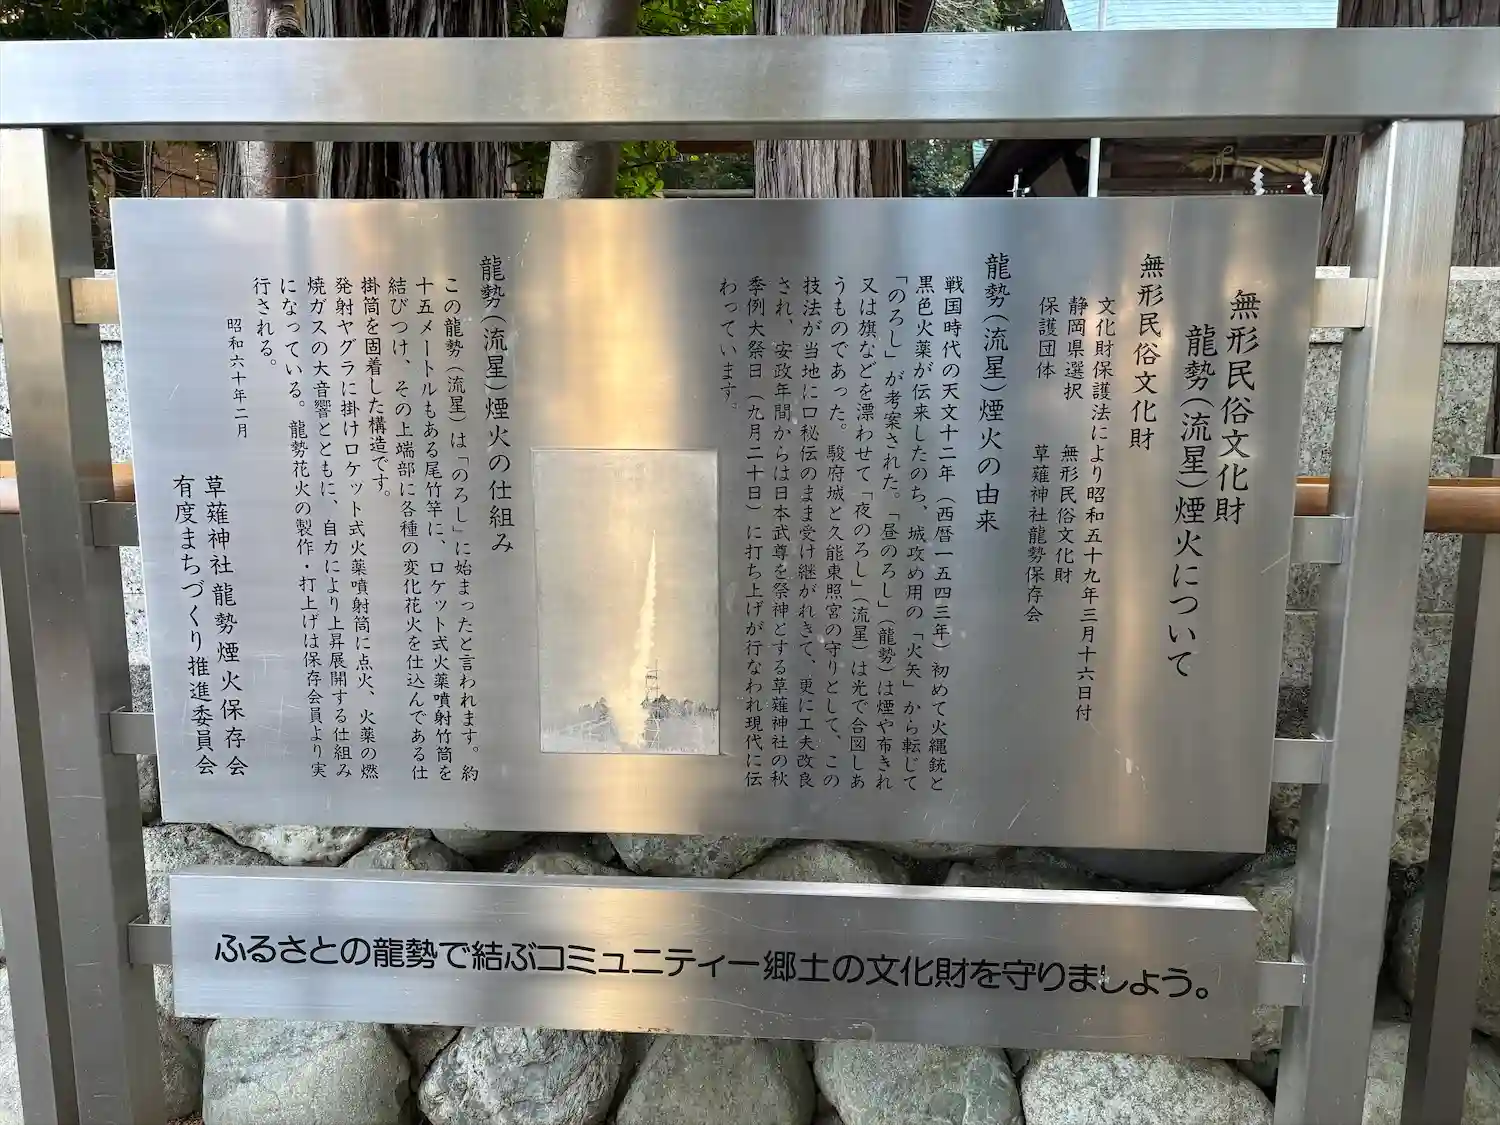 無形民俗文化財
龍勢(流星)煙火について
無形民俗文化財
文化財保護法により昭和五十九年三月十六日付
静岡県選択 無形民俗文化財
保護団体 草薙神社龍勢保存会
龍勢(流星)煙火の由来
戦国時代の天文十二年(西暦一五四三年)初めて火縄銃と
黒色火薬が伝来したのち、城攻め用の「火矢」から転じて
「のろし」が考案された。「昼のろし」(龍勢)は煙や布きれ
又は旗などを漂わせて「夜のろし」(流星)は光で合図しあ
うものであった。駿府城と久能東照宮の守りとして、この
技法が当地に口秘伝のまま受け継がれきて、更に工夫改良
され、安政年間からは日本武尊を祭神とする草薙神社の秋
季例大祭日(九月二十日)に打ち上げが行なわれ現代に伝
わっています。
龍勢(流星)煙火の仕組み
この龍勢(流星)は「のろし」に始まったと言われます。約
十五メートルもある尾竹竿に、ロケット式火薬噴射竹筒を
結びつけ、その上端部に各種の変化花火を仕込んである仕
掛筒を固着した構造です。
発射ヤグラに掛けロケット式火薬噴射筒に点火、火薬の燃
焼ガスの大音響とともに、自力により上昇展開する仕組み
になっている。龍勢花火の製作・打上げは保存会員より実
行される。
昭和六十年二月
草薙神社龍勢煙火保存会
有度まちづくり推進委員会
ふるさとの龍勢で結ぶコミュニティー郷土の文化財を守りましょう。